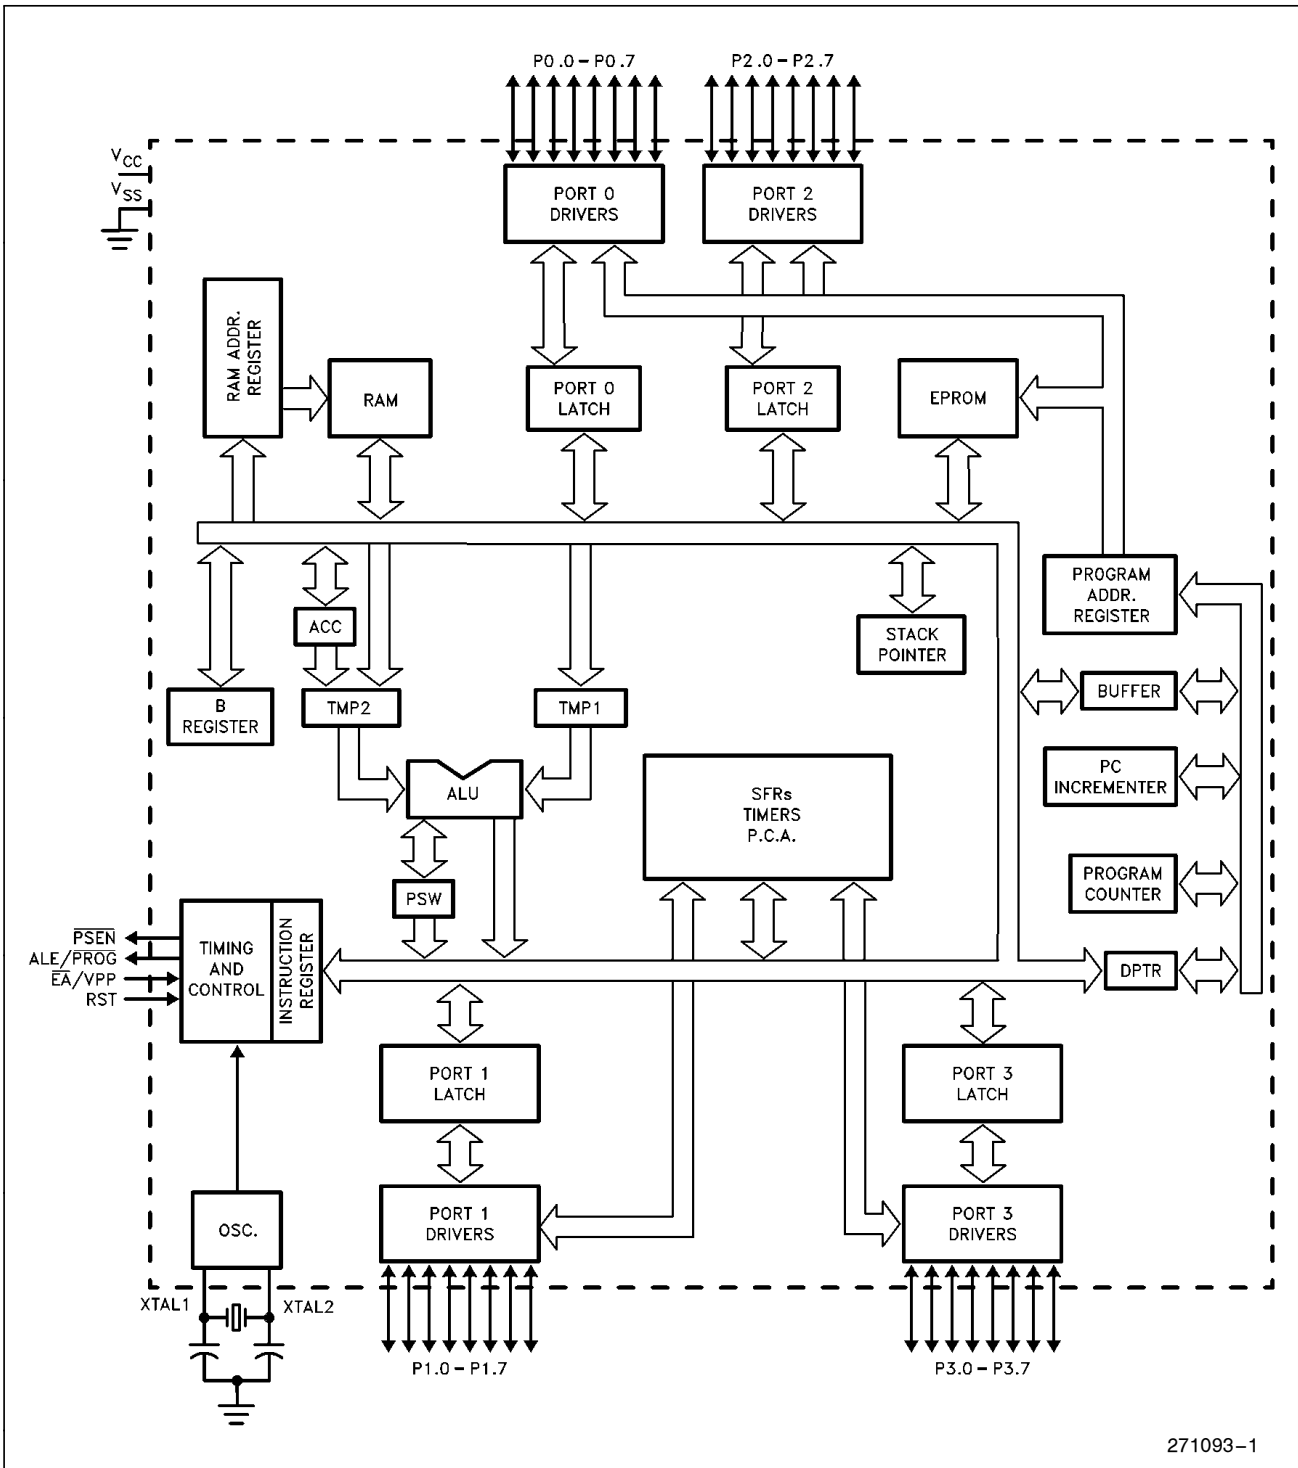 P0.0–P0.7
P2.0–P2.7
VCC
VSS
PORT 0
DRIVERS
PORT 2
DRIVERS
RAM ADDR.
REGISTER
RAM
PORT 0
LATCH
PORT 2
LATCH
EPROM
PROGRAM
ADDR.
REGISTER
ACC
STACK
POINTER
B
REGISTER
TMP2
TMP1
BUFFER
ALU
SFRs
TIMERS
P.C.A.
PC
INCREMENTER
PSW
PROGRAM
COUNTER
PSEN
ALE/PROG
EA/VPP
RST
TIMING
AND
CONTROL
INSTRUCTION
REGISTER
DPTR
PORT 1
LATCH
PORT 3
LATCH
OSC.
PORT 1
DRIVERS
PORT 3
DRIVERS
XTAL1
XTAL2
P1.0–P1.7
P3.0–P3.7
271093–1